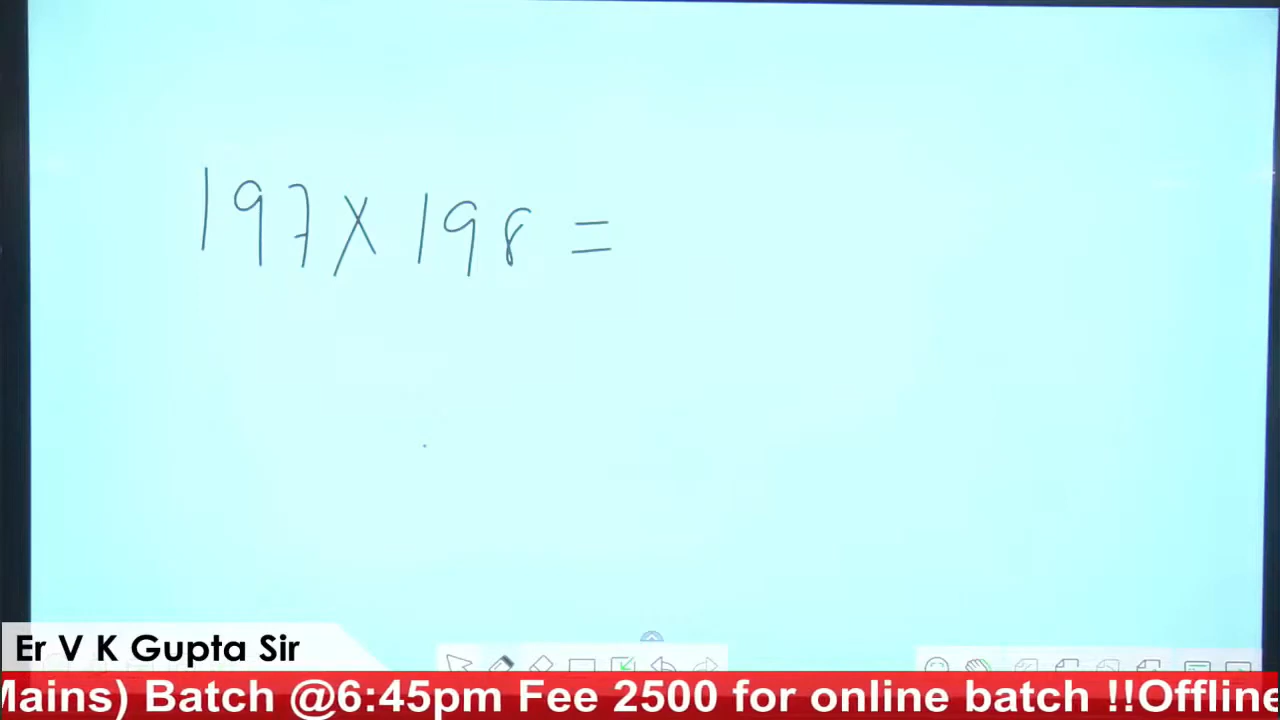 197 X 198 =
Er V K Gupta Sir
Mains) Batch @6:45pm Fee 2500 for online batch !!Offline